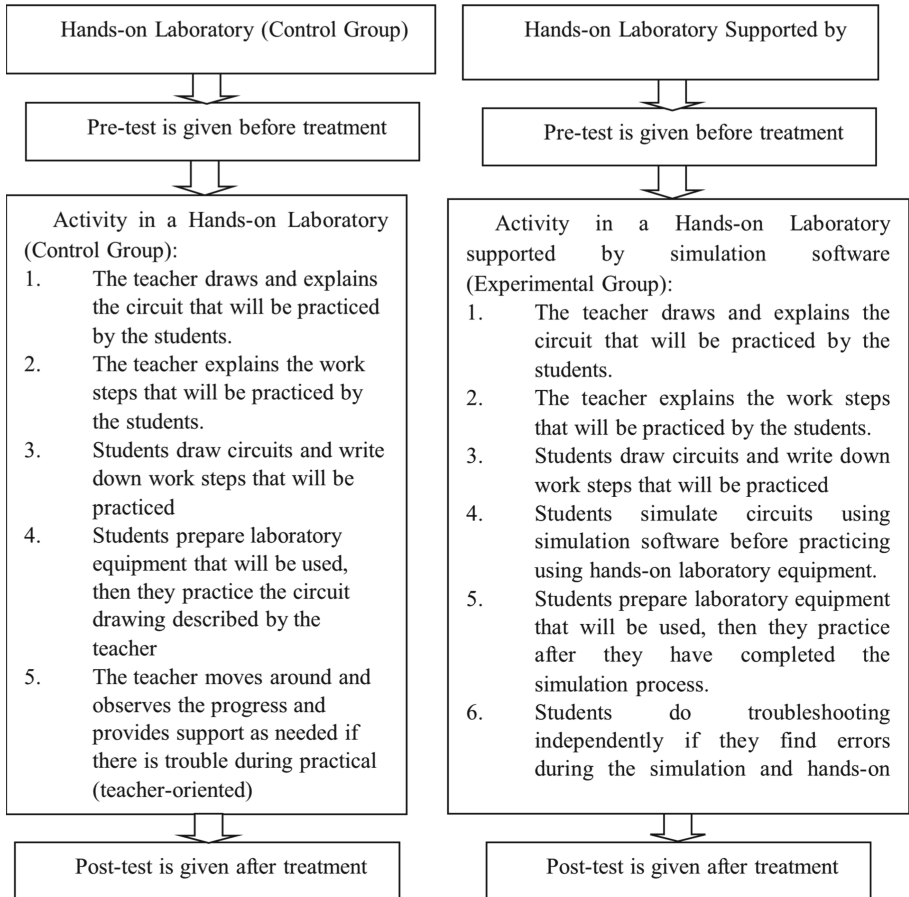 Hands-on Laboratory (Control Group)
Pre-test is given before treatment
Activity in a Hands-on Laboratory
(Control Group):
1. The teacher draws and explains
the circuit that will be practiced
by the students.
2. The teacher explains the work
steps that will be practiced by
the students.
3. Students draw circuits and write
down work steps that will be
practiced
4. Students prepare laboratory
equipment that will be used,
then they practice the circuit
drawing described by the
teacher
5. The teacher moves around and
observes the progress and
provides support as needed if
there is trouble during practical
(teacher-oriented)
Post-test is given after treatment
Hands-on Laboratory Supported by
Pre-test is given before treatment
Activity in a Hands-on Laboratory
supported by simulation software
(Experimental Group):
1. The teacher draws and explains the
circuit that will be practiced by the
students.
2. The teacher explains the work steps
that will be practiced by the students.
3. Students draw circuits and write down
work steps that will be practiced
4. Students simulate circuits using
simulation software before practicing
using hands-on laboratory equipment.
5. Students prepare laboratory equipment
that will be used, then they practice
after they have completed the
simulation process.
6. Students do troubleshooting
independently if they find errors
during the simulation and hands-on
Post-test is given after treatment